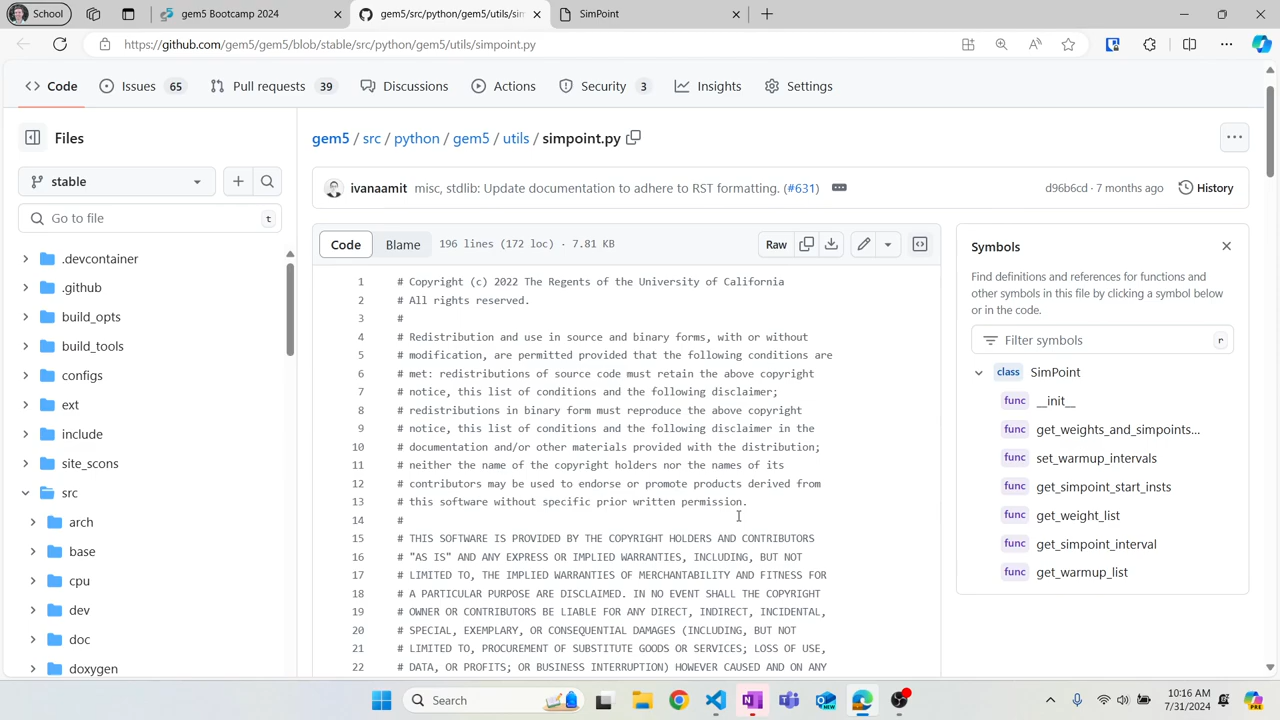 School
gem5 Bootcamp 2024
gem5/src/python/gem5/utils/sim
SimPoint
https://github.com/gem5/gem5/blob/stable/src/python/gem5/utils/simpoint.py
Code
Issues 65
Pull requests 39
Discussions
Actions
Security 3
Insights
Settings
Files
stable
Go to file
t
.devcontainer
.github
build_opts
build_tools
configs
ext
include
site_scons
src
arch
base
cpu
dev
doc
doxygen
gem5 / src / python / gem5 / utils / simpoint.py
ivanaamit misc, stdlib: Update documentation to adhere to RST formatting. (#631)
d96b6cd · 7 months ago
History
Code
Blame
196 lines (172 loc) · 7.81 KB
Raw
1 # Copyright (c) 2022 The Regents of the University of California
2 # All rights reserved.
3 #
4 # Redistribution and use in source and binary forms, with or without
5 # modification, are permitted provided that the following conditions are
6 # met: redistributions of source code must retain the above copyright
7 # notice, this list of conditions and the following disclaimer;
8 # redistributions in binary form must reproduce the above copyright
9 # notice, this list of conditions and the following disclaimer in the
10 # documentation and/or other materials provided with the distribution;
11 # neither the name of the copyright holders nor the names of its
12 # contributors may be used to endorse or promote products derived from
13 # this software without specific prior written permission.
14 #
15 # THIS SOFTWARE IS PROVIDED BY THE COPYRIGHT HOLDERS AND CONTRIBUTORS
16 # "AS IS" AND ANY EXPRESS OR IMPLIED WARRANTIES, INCLUDING, BUT NOT
17 # LIMITED TO, THE IMPLIED WARRANTIES OF MERCHANTABILITY AND FITNESS FOR
18 # A PARTICULAR PURPOSE ARE DISCLAIMED. IN NO EVENT SHALL THE COPYRIGHT
19 # OWNER OR CONTRIBUTORS BE LIABLE FOR ANY DIRECT, INDIRECT, INCIDENTAL,
20 # SPECIAL, EXEMPLARY, OR CONSEQUENTIAL DAMAGES (INCLUDING, BUT NOT
21 # LIMITED TO, PROCUREMENT OF SUBSTITUTE GOODS OR SERVICES; LOSS OF USE,
22 # DATA, OR PROFITS; OR BUSINESS INTERRUPTION) HOWEVER CAUSED AND ON ANY
Symbols
Find definitions and references for functions and
other symbols in this file by clicking a symbol below
or in the code.
Filter symbols
r
class SimPoint
func __init__
func get_weights_and_simpoints...
func set_warmup_intervals
func get_simpoint_start_insts
func get_weight_list
func get_simpoint_interval
func get_warmup_list
Search
10:16 AM
7/31/2024